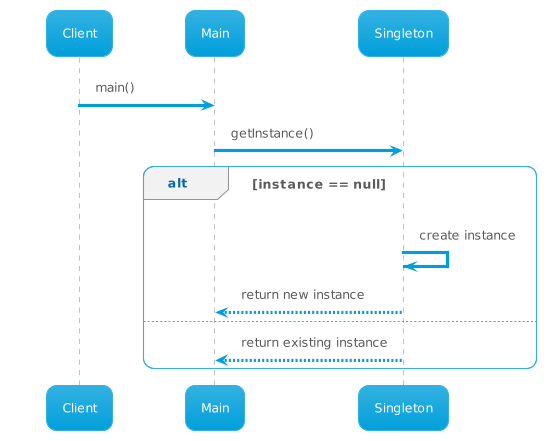 Client
Main
Singleton
main()
getInstance()
alt
[instance == null]
create instance
return new instance
return existing instance
Client
Main
Singleton